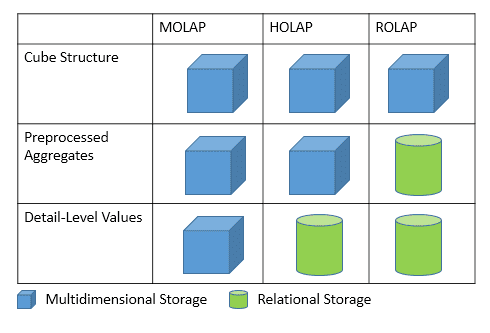 MOLAP HOLAP ROLAP
Cube Structure
Preprocessed
Aggregates
Detail-Level Values
Multidimensional Storage Relational Storage